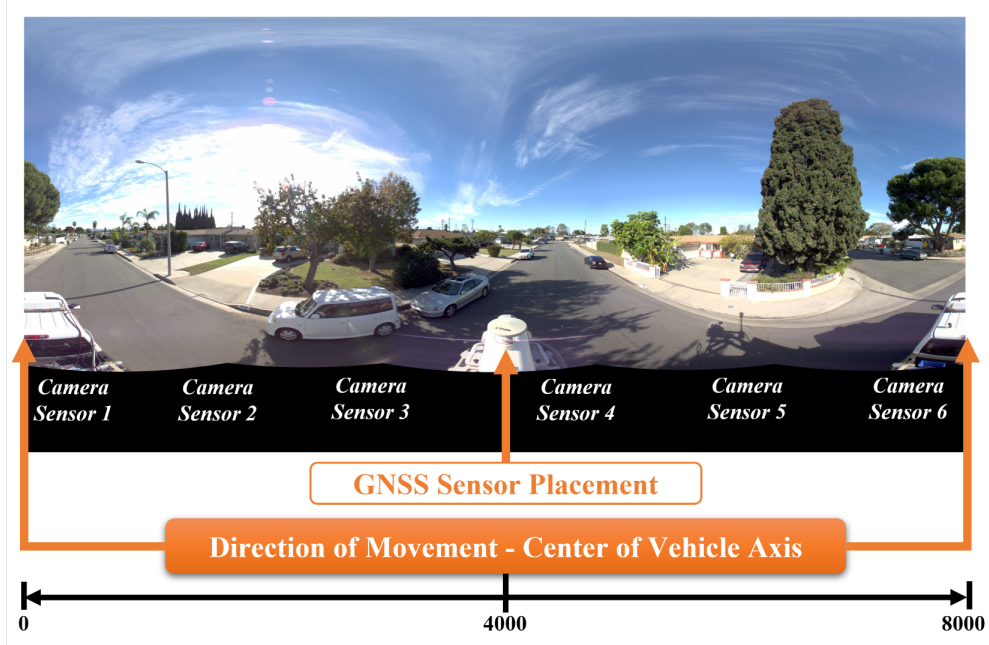 Camera
Sensor 1
Camera
Sensor 2
Camera
Sensor 3
Camera
Sensor 4
Camera
Sensor 5
Camera
Sensor 6
GNSS Sensor Placement
Direction of Movement - Center of Vehicle Axis
0
4000
8000